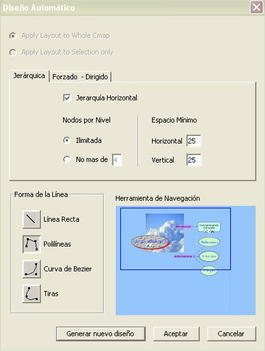 Diseño Automático
Apply Layout to Whole Cmap
Apply Layout to Selection only
Jerárquica
Forzado - Dirigido
Jerarquía Horizontal
Nodos por Nivel
Espacio Mínimo
Ilimitada
Horizontal 25
No mas de 4
Vertical 25
Forma de la Línea
Herramienta de Navegación
Línea Recta
Polilíneas
Curva de Bezier
Tiras
Generar nuevo diseño
Aceptar
Cancelar